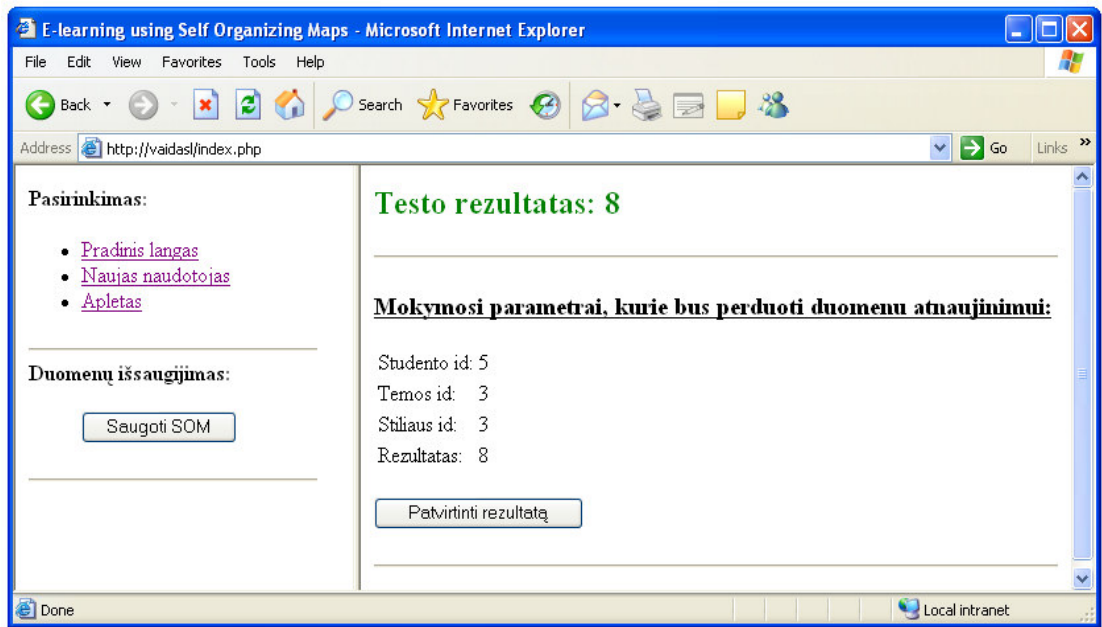 E-learning using Self Organizing Maps - Microsoft Internet Explorer
File Edit View Favorites Tools Help
Back Search Favorites
Address http://vaidasl/index.php Go Links »
Pasirinkimas:
Pradinis langas
Naujas naudotojas
Apletas
Duomenų išsaugijimas:
Saugoti SOM
Testo rezultatas: 8
Mokymosi parametrai, kurie bus perduoti duomenu atnaujinimui:
Studento id: 5
Temos id: 3
Stiliaus id: 3
Rezultatas: 8
Patvirtinti rezultatą
Done Local intranet